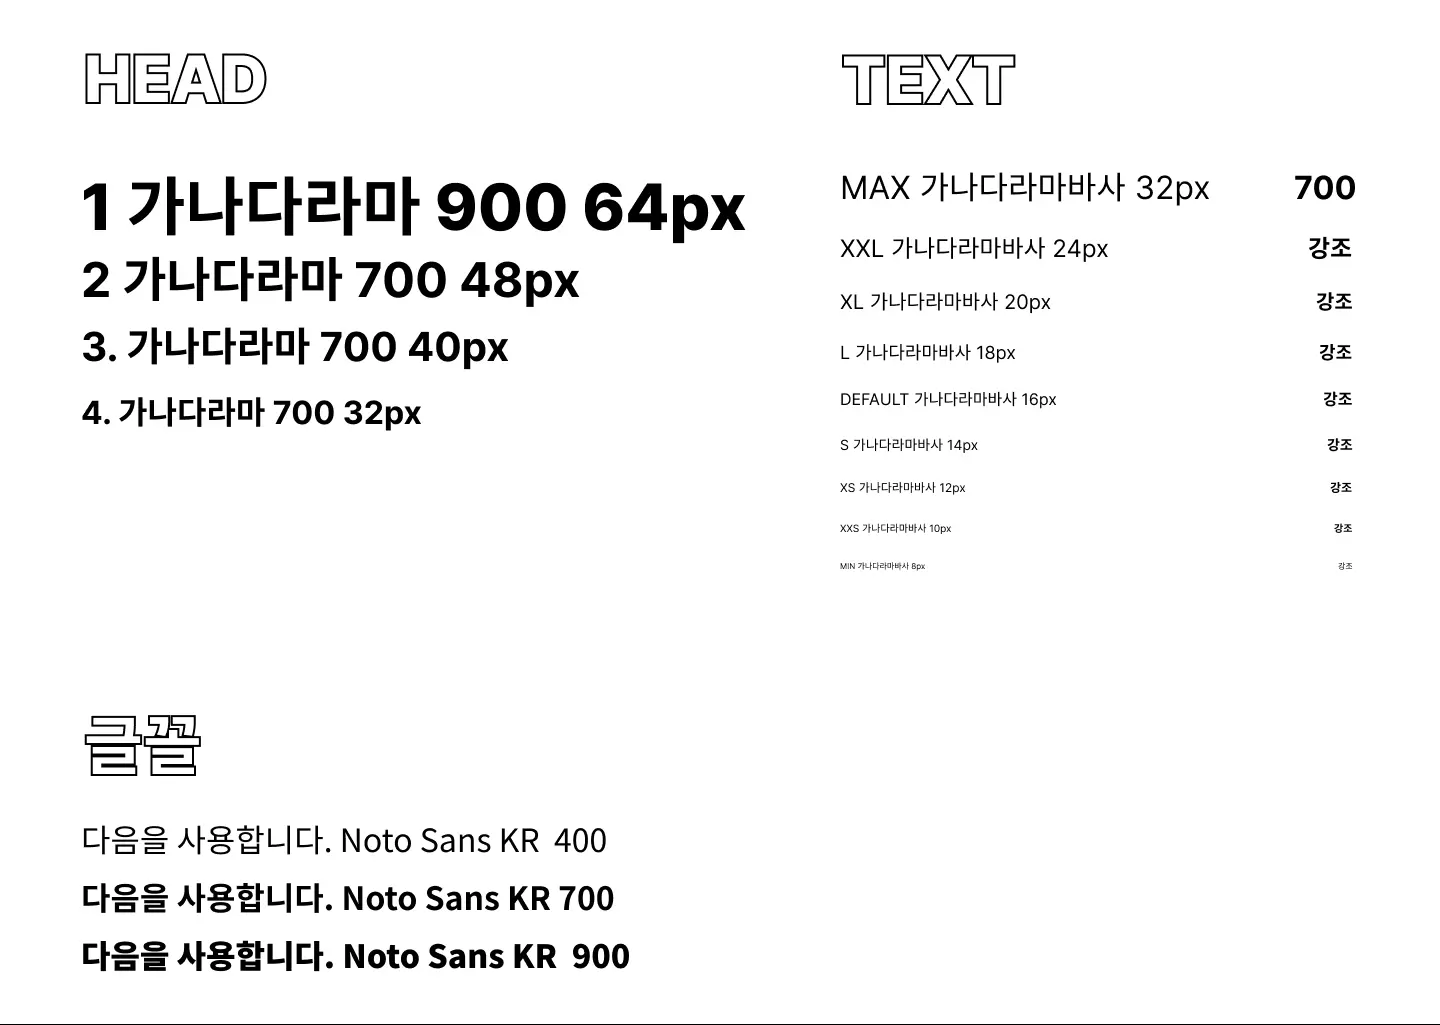 HEAD
1 가나다라마 900 64px
2 가나다라마 700 48px
3. 가나다라마 700 40px
4. 가나다라마 700 32px
TEXT
MAX 가나다라마바사 32px 700
XXL 가나다라마바사 24px 강조
XL 가나다라마바사 20px 강조
L 가나다라마바사 18px 강조
DEFAULT 가나다라마바사 16px 강조
S 가나다라마바사 14px 강조
XS 가나다라마바사 12px 강조
XXS 가나다라마바사 10px 강조
MIN 가나다라마바사 8px 강조
글꼴
다음을 사용합니다. Noto Sans KR 400
다음을 사용합니다. Noto Sans KR 700
다음을 사용합니다. Noto Sans KR 900